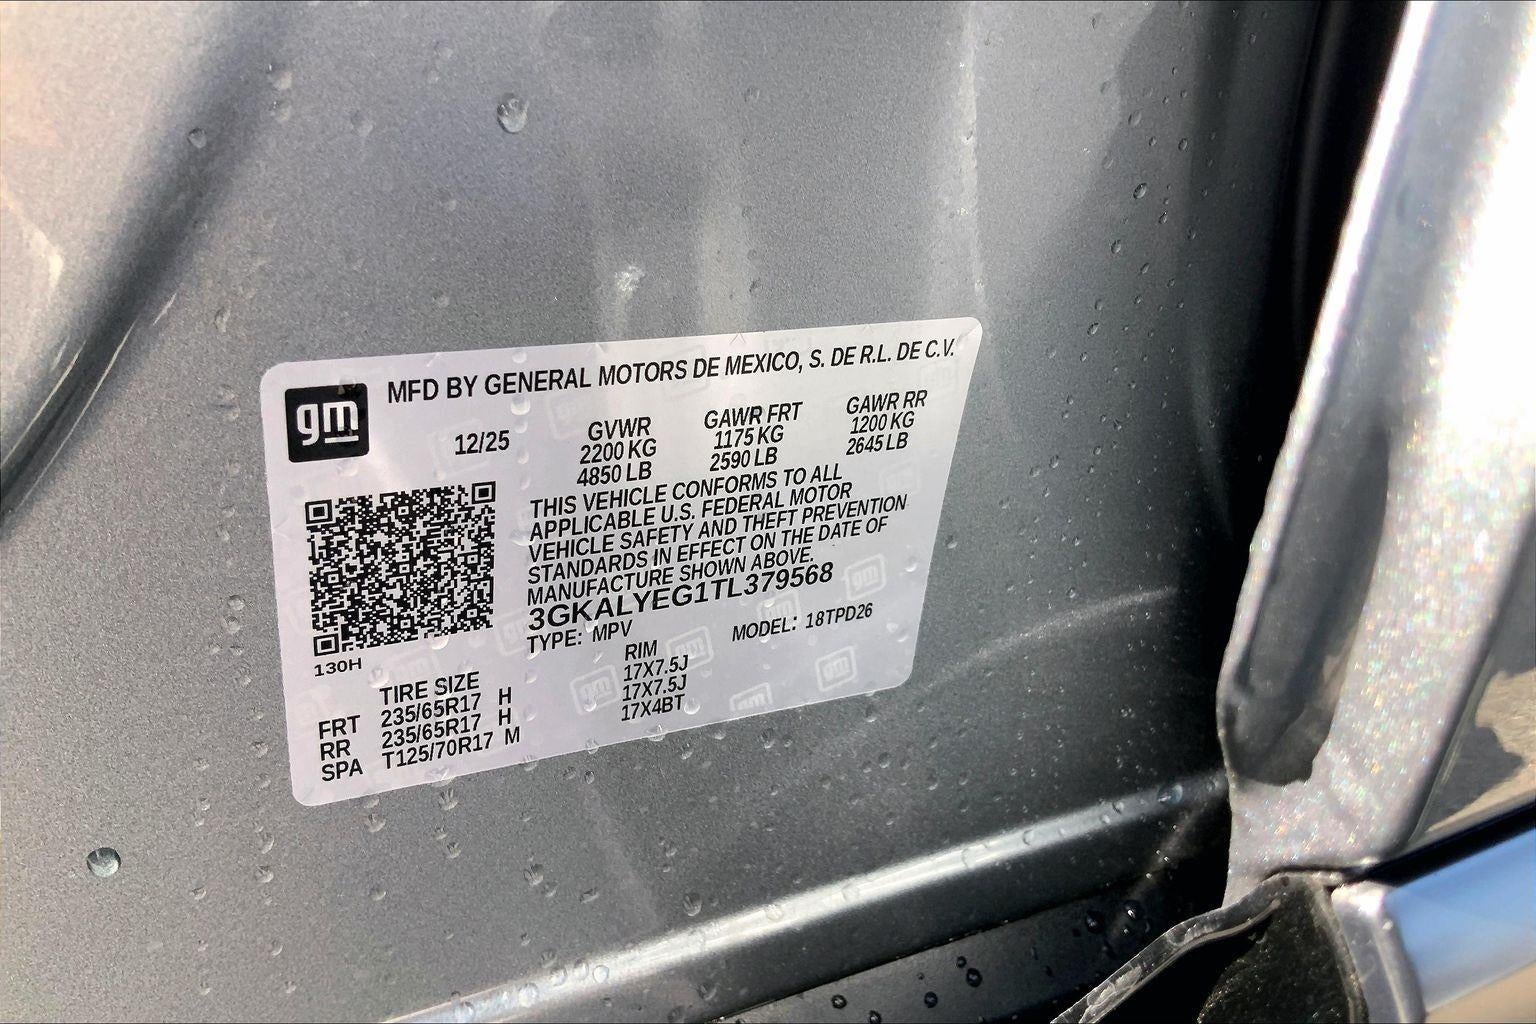 gm
MFD BY GENERAL MOTORS DE MEXICO, S. DE R.L. DE C.V.
12/25
GVWR
2200 KG
4850 LB
GAWR FRT
1175 KG
2590 LB
GAWR RR
1200 KG
2645 LB
THIS VEHICLE CONFORMS TO ALL
APPLICABLE U.S. FEDERAL MOTOR
VEHICLE SAFETY AND THEFT PREVENTION
STANDARDS IN EFFECT ON THE DATE OF
MANUFACTURE SHOWN ABOVE.
3GKALYEG1TL379568
TYPE: MPV MODEL: 18TPD26
130H
TIRE SIZE RIM
FRT 235/65R17 H 17X7.5J
RR 235/65R17 H 17X7.5J
SPA T125/70R17 M 17X4BT